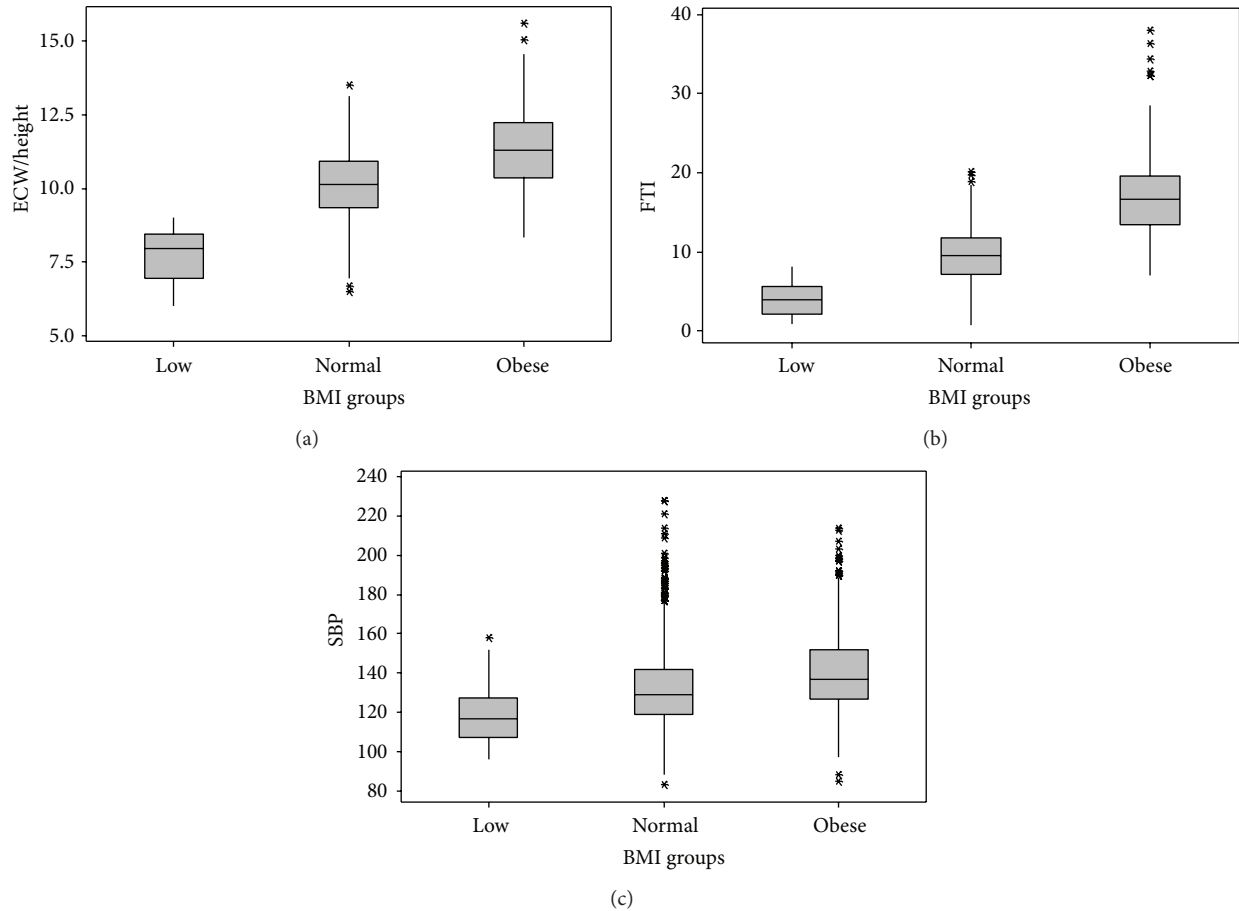 15.0
12.5
10.0
7.5
5.0
ECW/height
Low Normal Obese
BMI groups
(a)
40
30
20
10
0
FTI
Low Normal Obese
BMI groups
(b)
240
220
200
180
160
140
120
100
80
SBP
Low Normal Obese
BMI groups
(c)